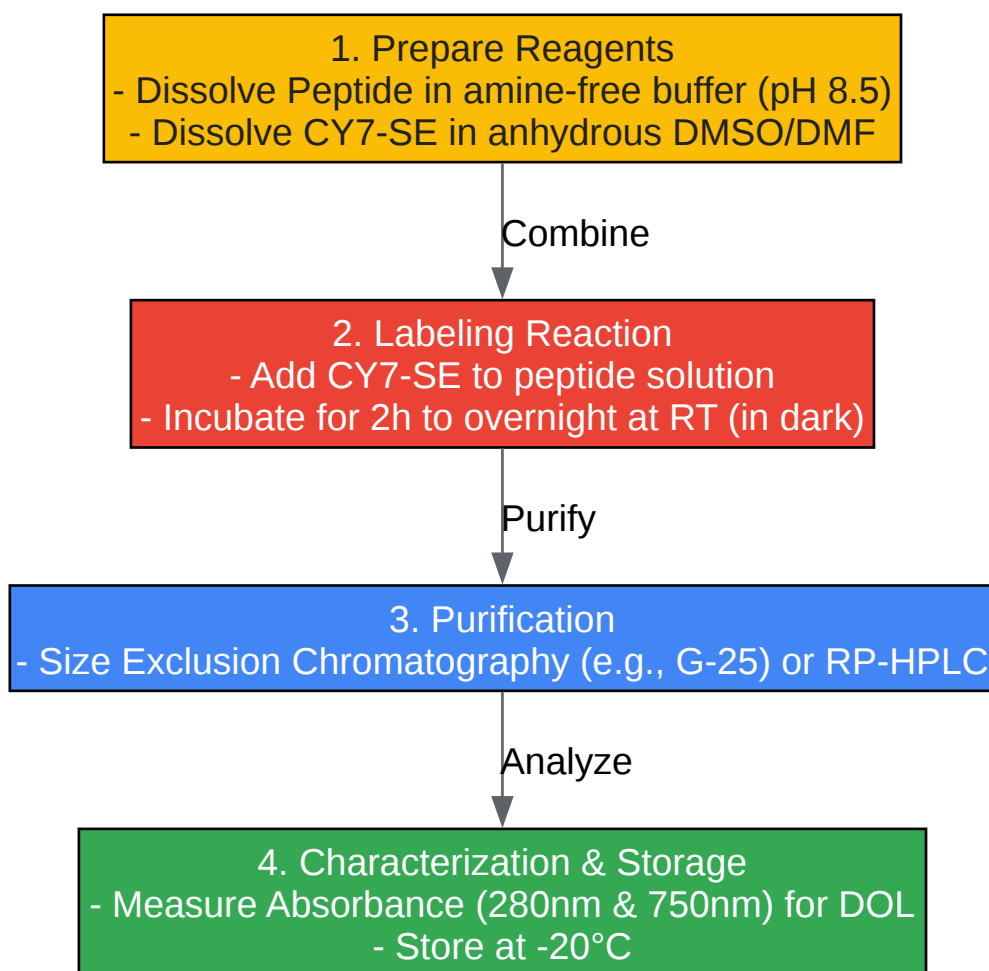 1. Prepare Reagents
- Dissolve Peptide in amine-free buffer (pH 8.5)
- Dissolve CY7-SE in anhydrous DMSO/DMF
Combine
2. Labeling Reaction
- Add CY7-SE to peptide solution
- Incubate for 2h to overnight at RT (in dark)
Purify
3. Purification
- Size Exclusion Chromatography (e.g., G-25) or RP-HPLC
Analyze
4. Characterization & Storage
- Measure Absorbance (280nm & 750nm) for DOL
- Store at -20°C